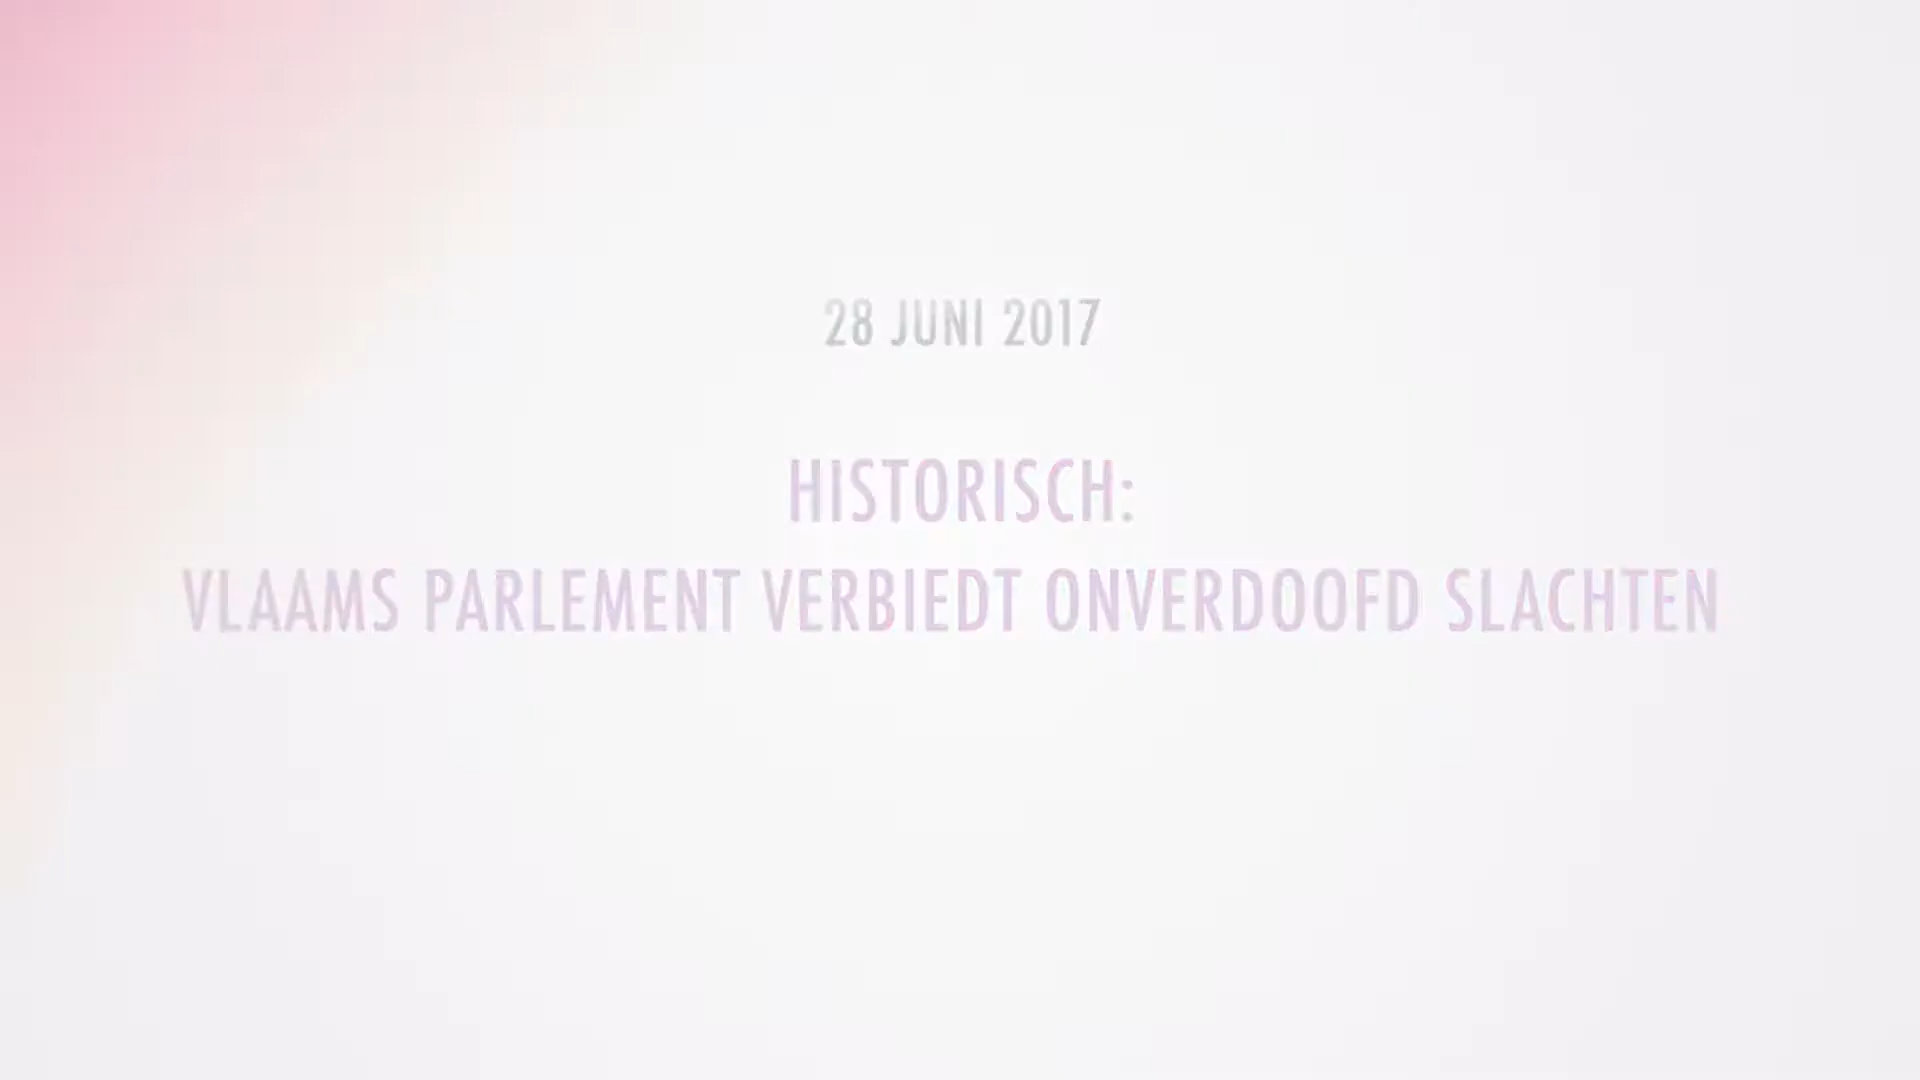 28 JUNI 2017
HISTORISCH:
VLAAMS PARLEMENT VERBIEDT ONVERDOOFD SLACHTEN